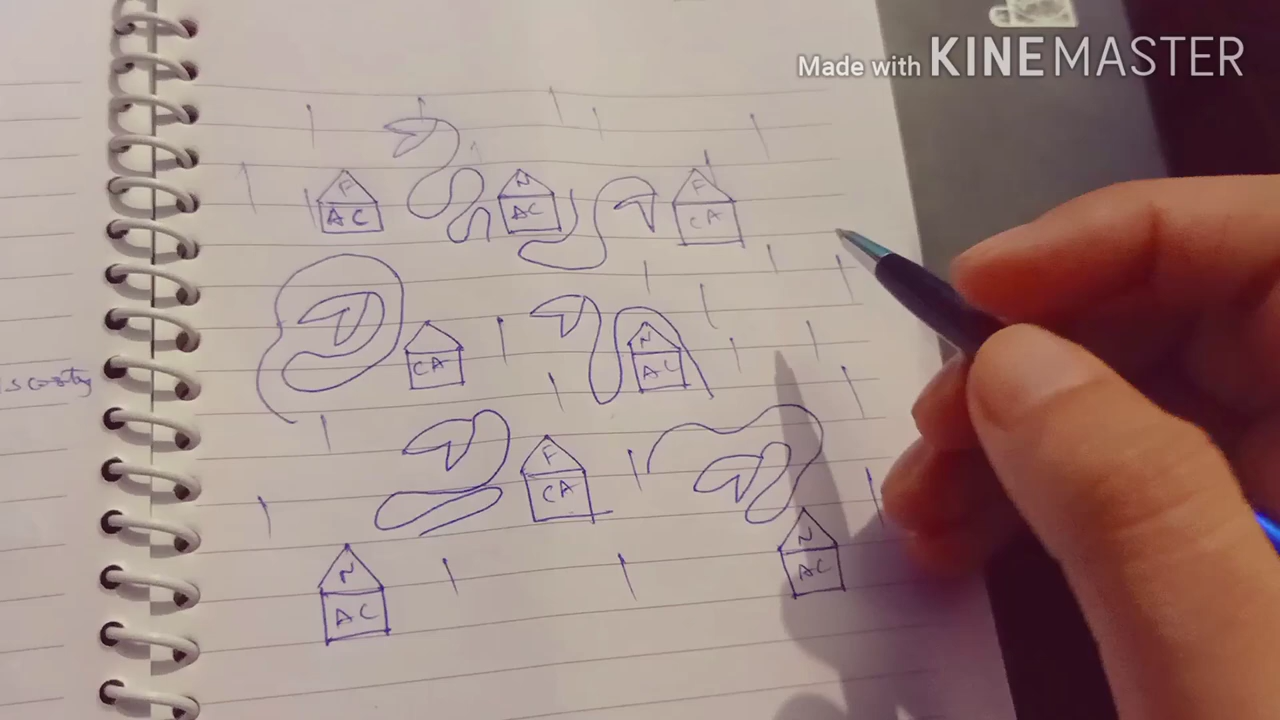 Made with KINEMASTER
F N F
AC AC CA
N
CA AC
F
CA
N N
AC AC